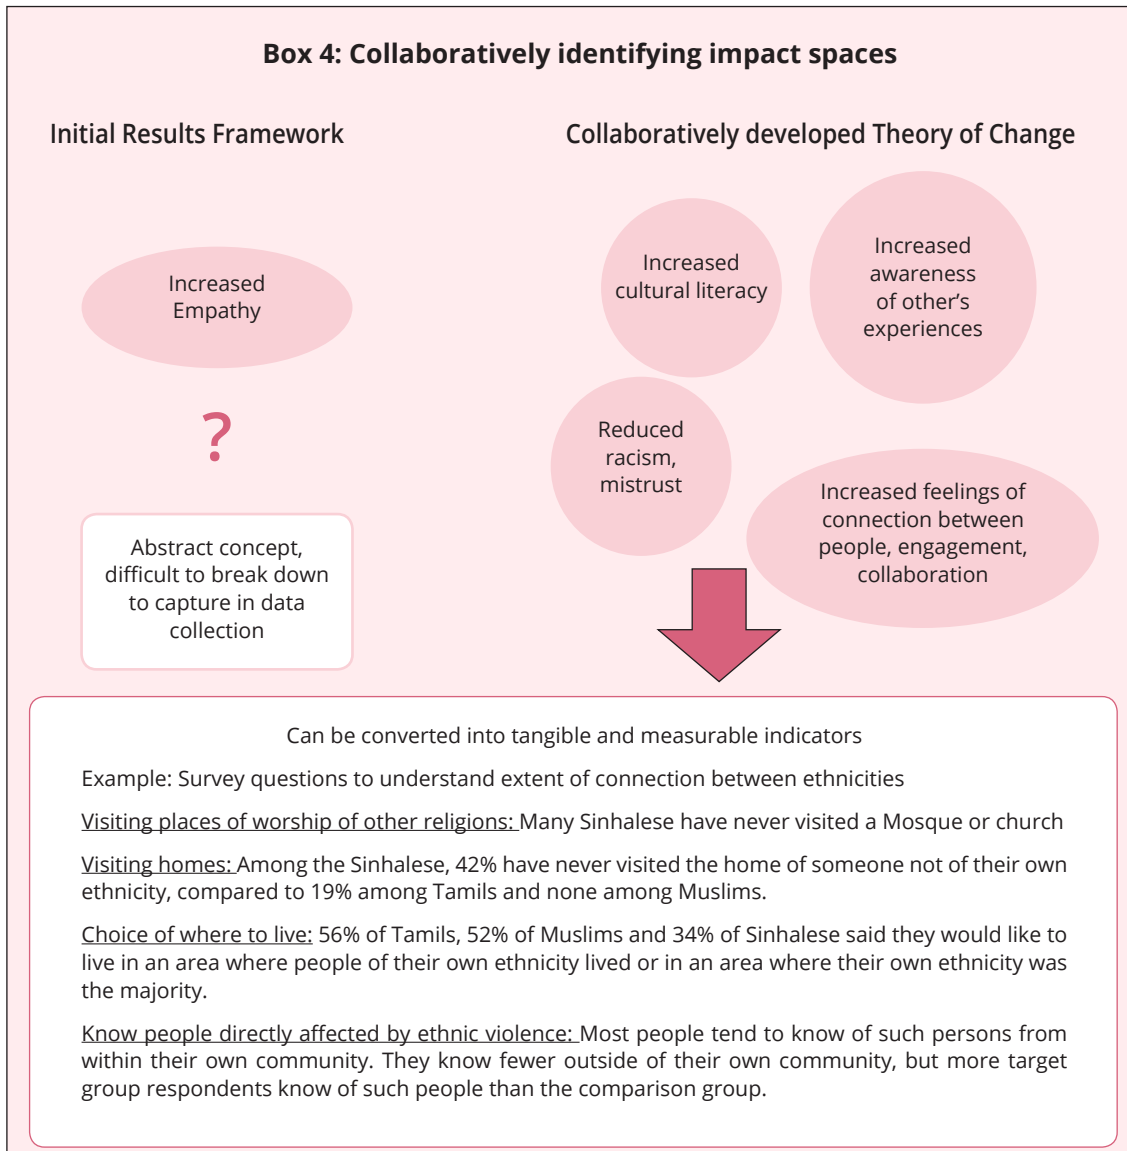 Box 4: Collaboratively identifying impact spaces
Initial Results Framework
Increased
Empathy
?
Abstract concept,
difficult to break down
to capture in data
collection
Collaboratively developed Theory of Change
Increased
cultural literacy
Increased
awareness
of other's
experiences
Reduced
racism,
mistrust
Increased feelings of
connection between
people, engagement,
collaboration
Can be converted into tangible and measurable indicators
Example: Survey questions to understand extent of connection between ethnicities
Visiting places of worship of other religions: Many Sinhalese have never visited a Mosque or church
Visiting homes: Among the Sinhalese, 42% have never visited the home of someone not of their own
ethnicity, compared to 19% among Tamils and none among Muslims.
Choice of where to live: 56% of Tamils, 52% of Muslims and 34% of Sinhalese said they would like to
live in an area where people of their own ethnicity lived or in an area where their own ethnicity was
the majority.
Know people directly affected by ethnic violence: Most people tend to know of such persons from
within their own community. They know fewer outside of their own community, but more target
group respondents know of such people than the comparison group.